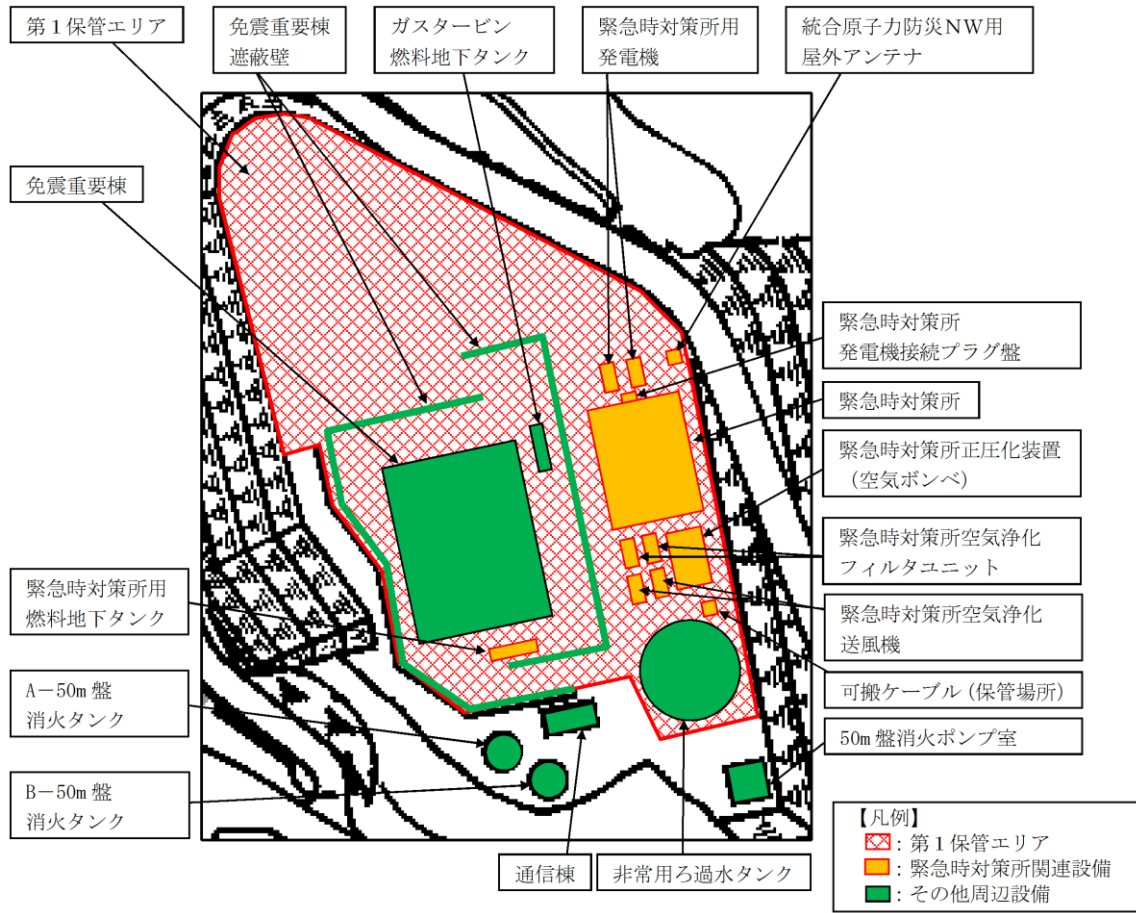 第１保管エリア
免震重要棟
遮蔽壁
ガスタービン
燃料地下タンク
緊急時対策所用
発電機
統合原子力防災NW用
屋外アンテナ
免震重要棟
緊急時対策所
発電機接続プラグ盤
緊急時対策所
緊急時対策所正圧化装置
（空気ボンベ）
緊急時対策所空気浄化
フィルタユニット
緊急時対策所用
燃料地下タンク
緊急時対策所空気浄化
送風機
A－50m 盤
消火タンク
可搬ケーブル（保管場所）
50m 盤消火ポンプ室
B－50m 盤
消火タンク
通信棟
非常用ろ過水タンク
【凡例】
：第１保管エリア
：緊急時対策所関連設備
：その他周辺設備